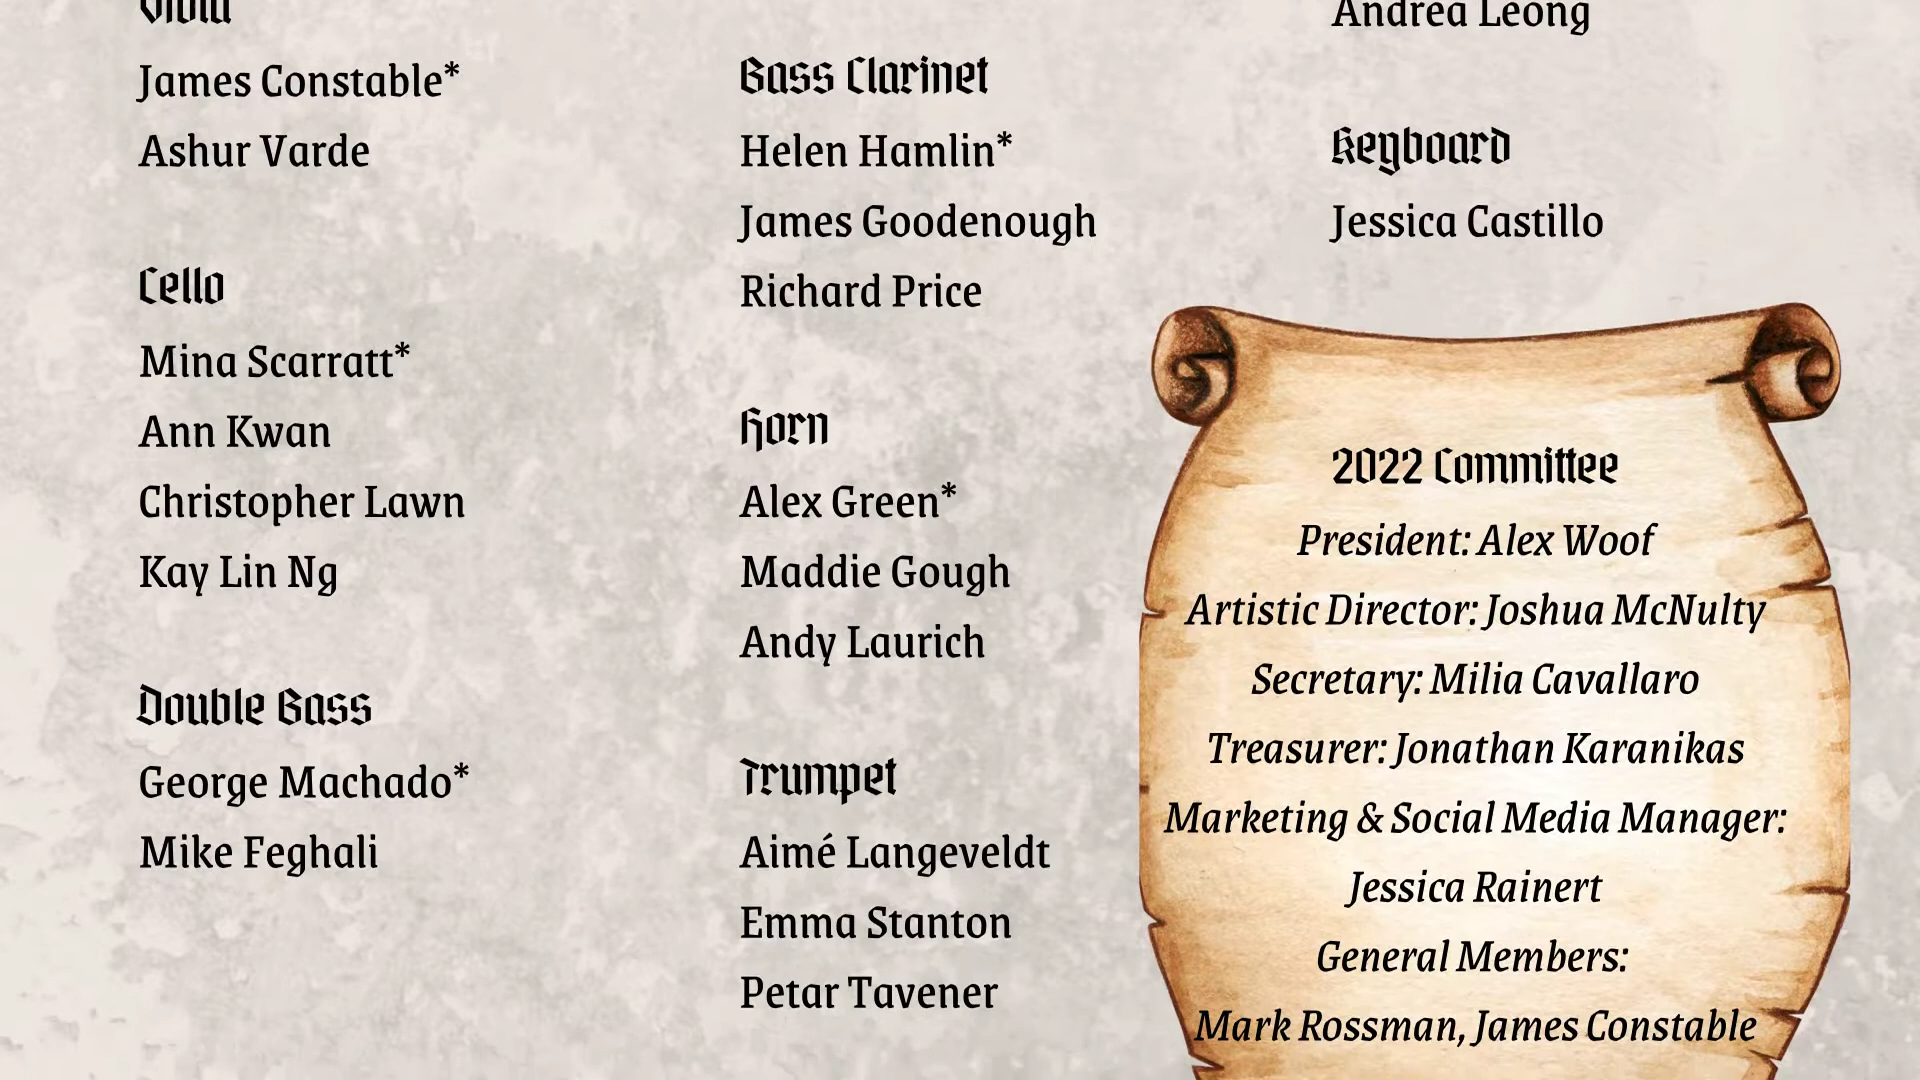 Viola
James Constable*
Ashur Varde
Cello
Mina Scarratt*
Ann Kwan
Christopher Lawn
Kay Lin Ng
Double Bass
George Machado*
Mike Feghali
Bass Clarinet
Helen Hamlin*
James Goodenough
Richard Price
Horn
Alex Green*
Maddie Gough
Andy Laurich
Trumpet
Aimé Langeveldt
Emma Stanton
Petar Tavener
Andrea Leong
Keyboard
Jessica Castillo
2022 Committee
President: Alex Woof
Artistic Director: Joshua McNulty
Secretary: Milia Cavallaro
Treasurer: Jonathan Karanikas
Marketing & Social Media Manager:
Jessica Rainert
General Members:
Mark Rossman, James Constable